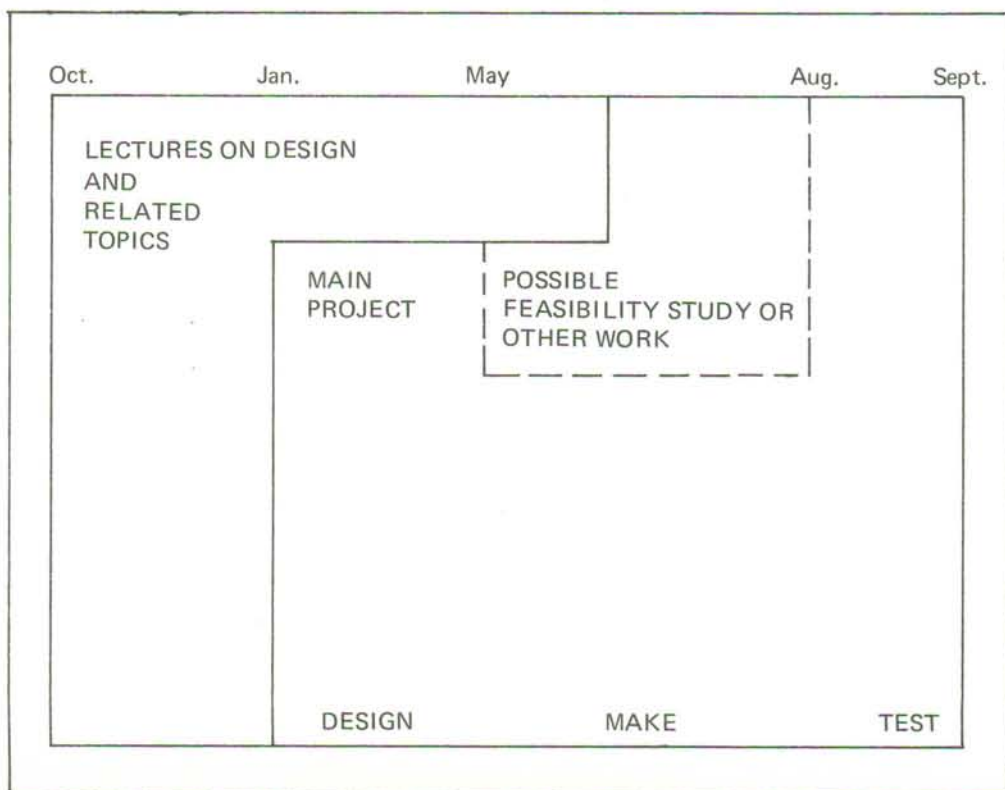 Oct. Jan. May Aug. Sept.
LECTURES ON DESIGN
AND
RELATED
TOPICS
MAIN
PROJECT
POSSIBLE
FEASIBILITY STUDY OR
OTHER WORK
DESIGN MAKE TEST